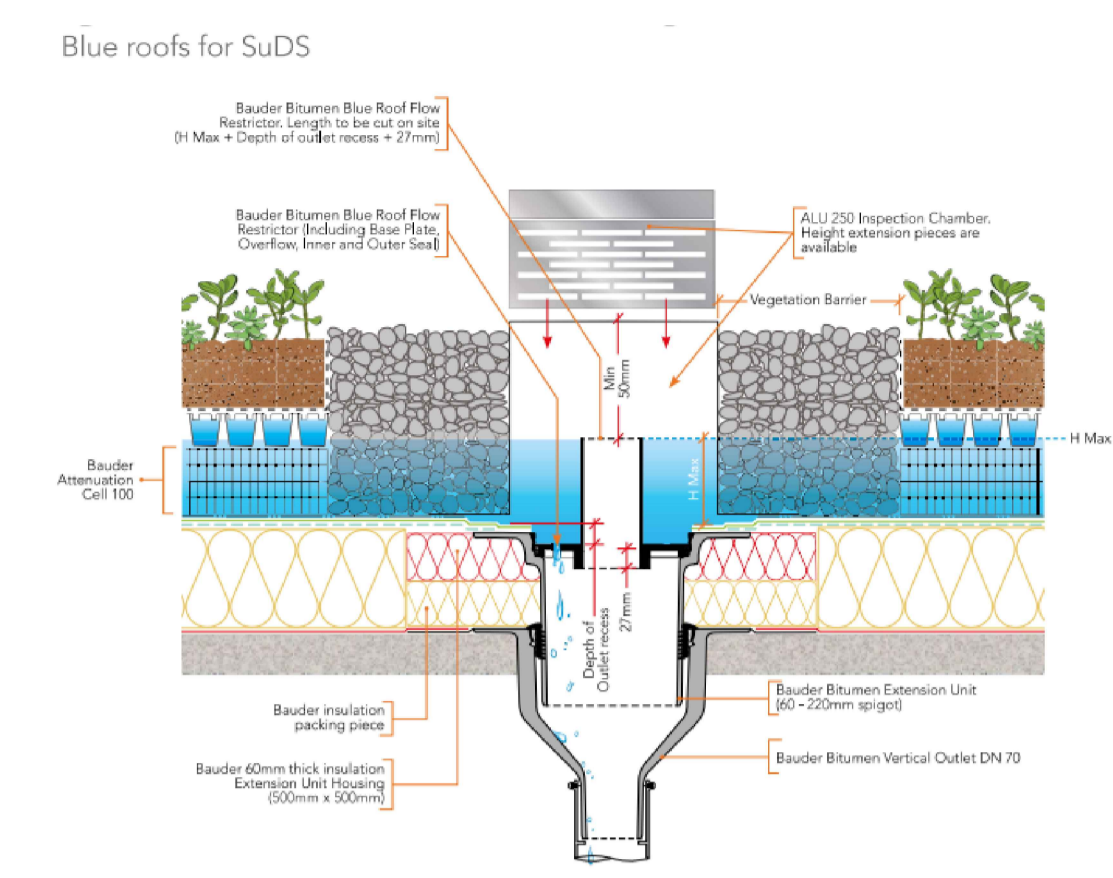 Blue roofs for SuDS
Bauder Bitumen Blue Roof Flow
Restrictor. Length to be cut on site
(H Max + Depth of outlet recess + 27mm)
Bauder Bitumen Blue Roof Flow
Restrictor (Including Base Plate,
Overflow, Inner and Outer Seal)
ALU 250 Inspection Chamber.
Height extension pieces are
available
Vegetation Barrier
Min
50mm
H Max
H Max
Bauder
Attenuation
Cell 100
Depth of
Outlet recess
27mm
Bauder insulation
packing piece
Bauder 60mm thick insulation
Extension Unit Housing
(500mm x 500mm)
Bauder Bitumen Extension Unit
(60 - 220mm spigot)
Bauder Bitumen Vertical Outlet DN 70